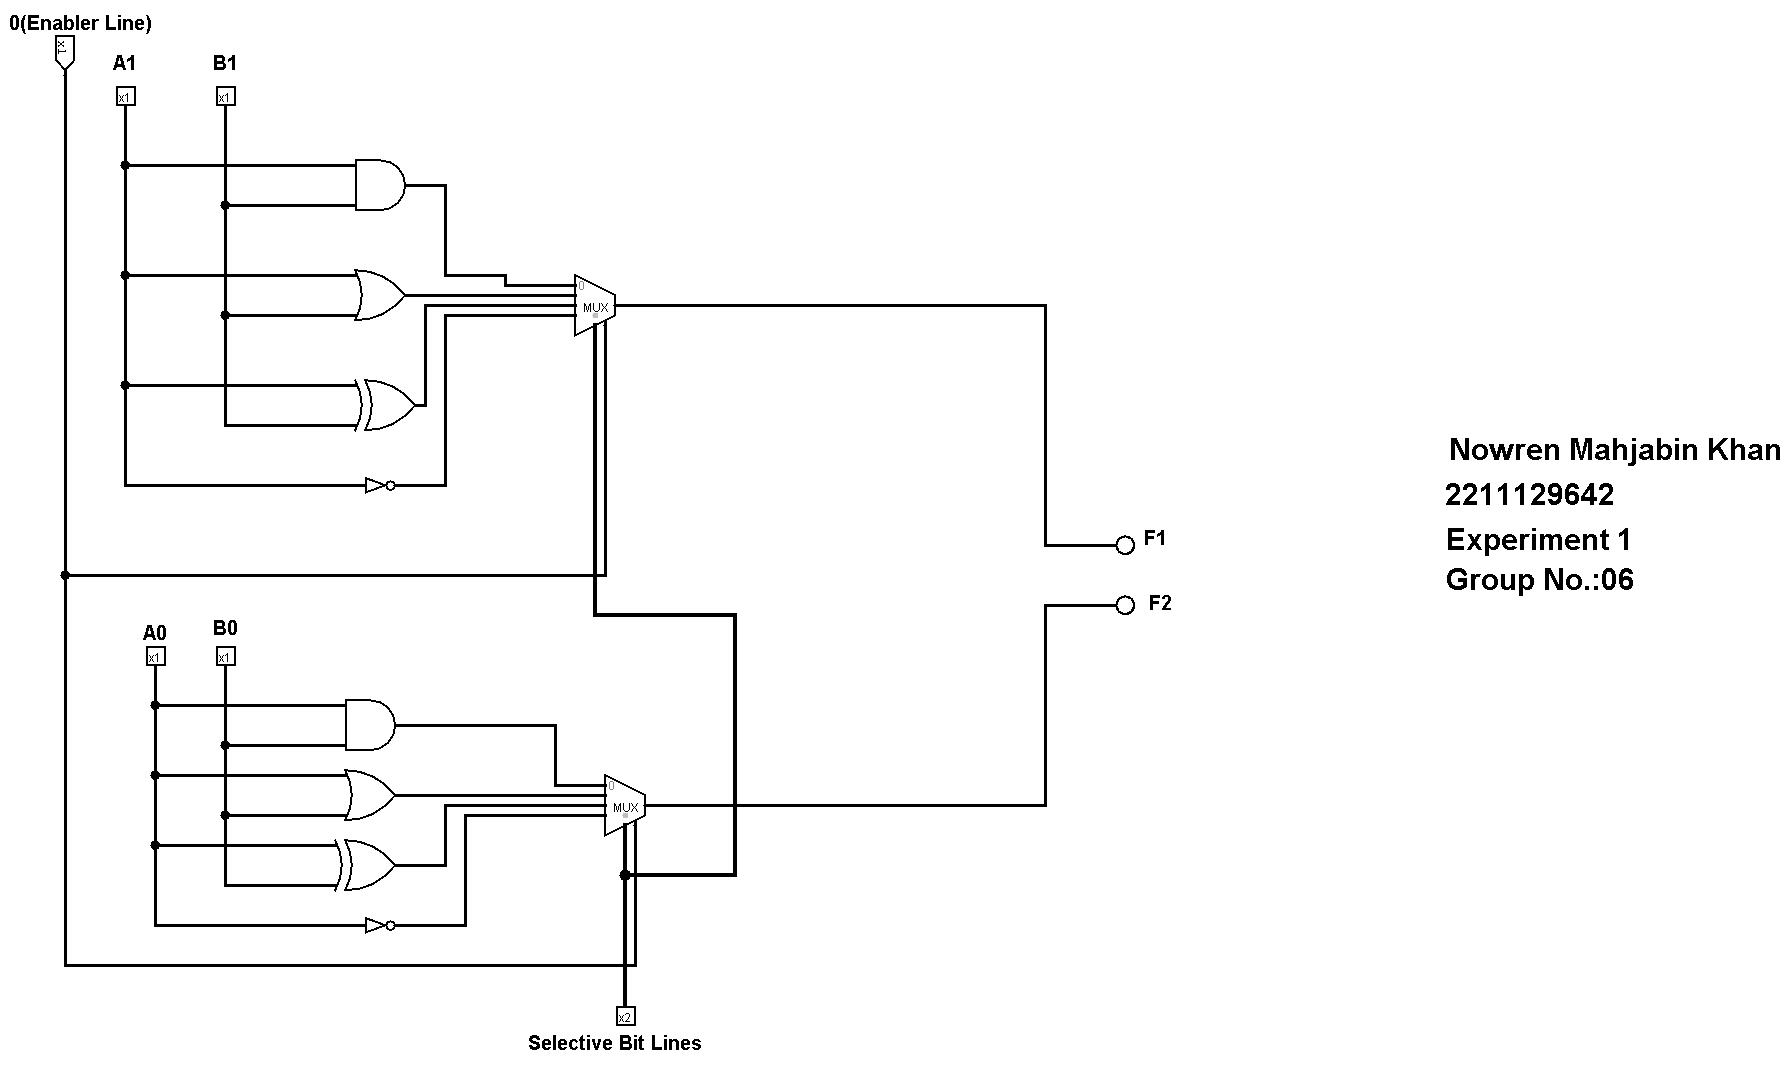 0(Enabler Line)
x1
A1
B1
x1
x1
0
MUX
Nowren Mahjabin Khan
2211129642
Experiment 1
Group No.:06
F1
F2
A0
B0
x1
x1
0
MUX
x2
Selective Bit Lines